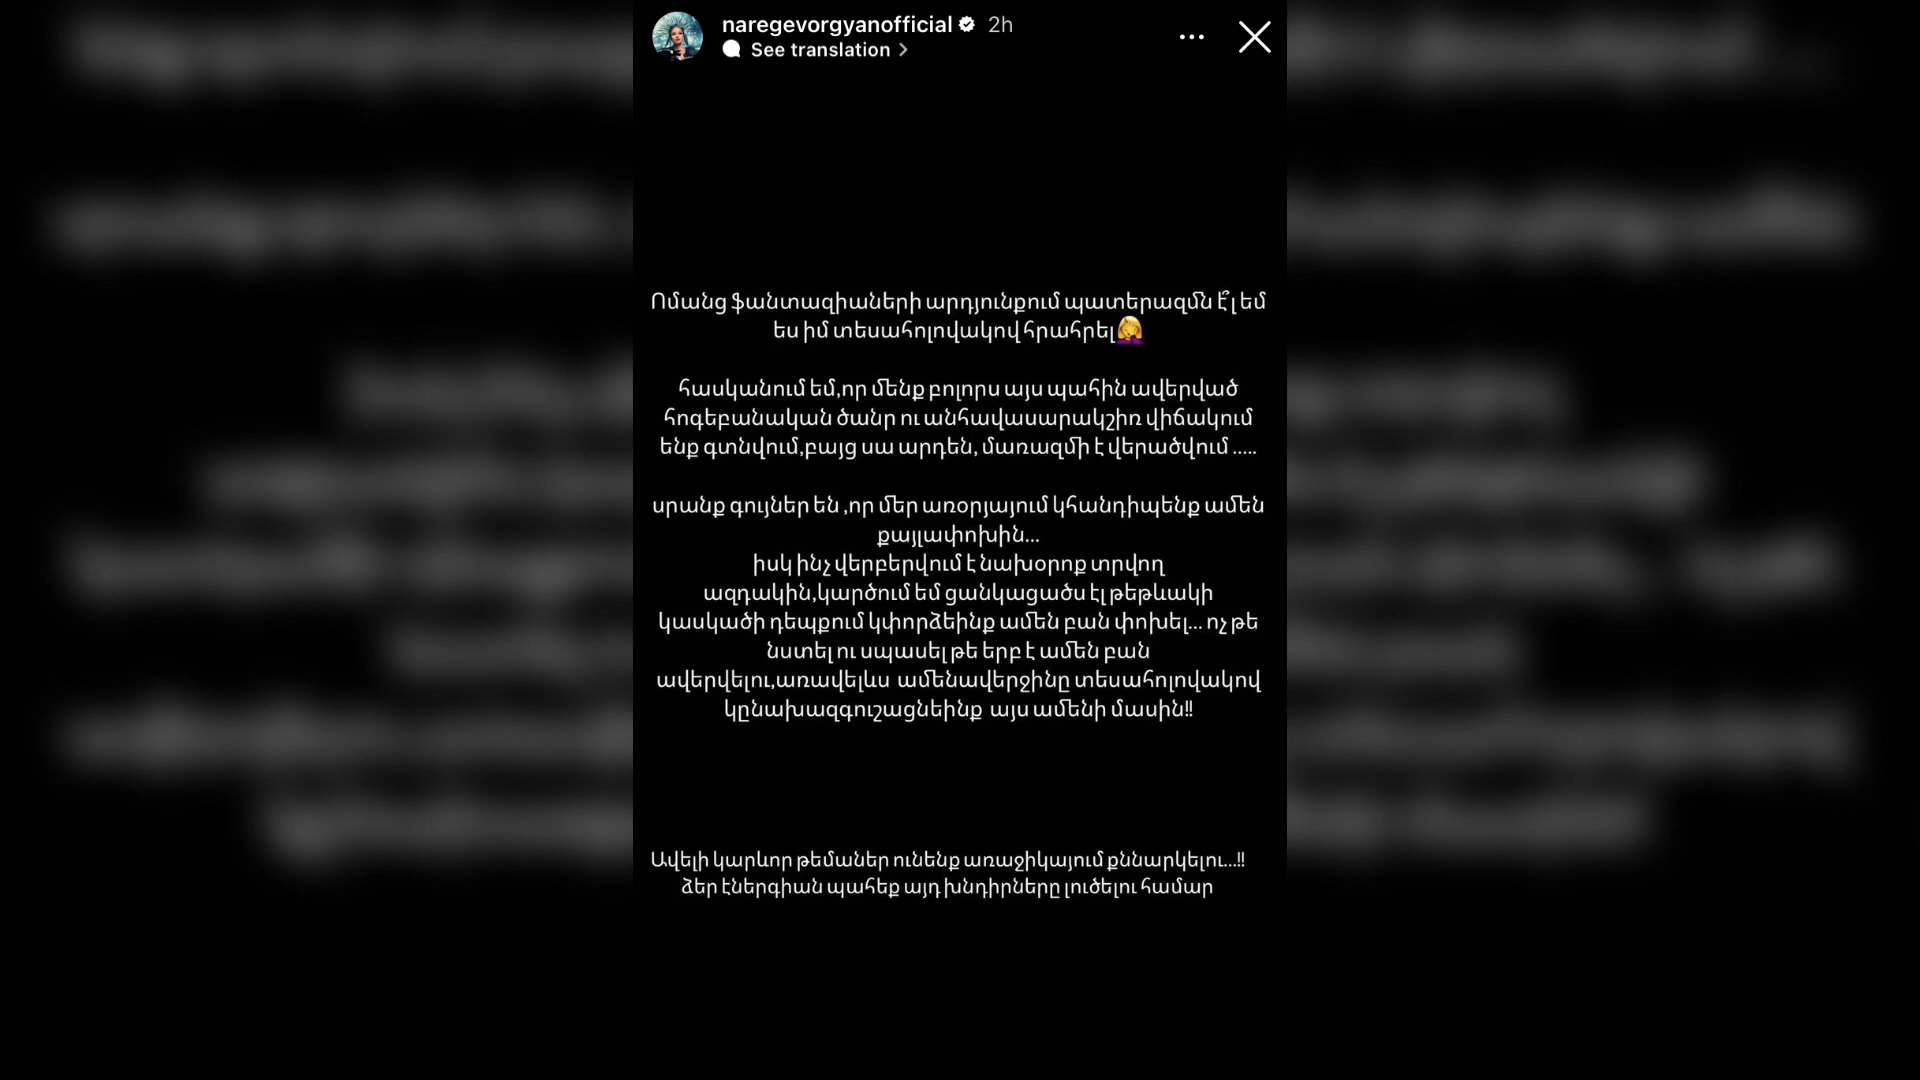 naregevorgyanofficial 2h
See translation >
Ոմանց ֆանտազիաների արդյունքում պատերազմն է՞լ եմ
ես իմ տեսահոլովակով հրահրել🤦‍♀️
հասկանում եմ,որ մենք բոլորս այս պահին ավերված
հոգեբանական ծանր ու անհավասարակշիռ վիճակում
ենք գտնվում,բայց սա արդեն, մառազմի է վերածվում .....
սրանք գույներ են ,որ մեր առօրյայում կհանդիպենք ամեն
քայլափոխին...
իսկ ինչ վերբերվում է նախօրոք տրվող
ազդակին,կարծում եմ ցանկացածս էլ թեթևակի
կասկածի դեպքում կփորձեինք ամեն բան փոխել... ոչ թե
նստել ու սպասել թե երբ է ամեն բան
ավերվելու,առավելևս ամենավերջինը տեսահոլովակով
կընախազգուշացնեինք այս ամենի մասին!!
Ավելի կարևոր թեմաներ ունենք առաջիկայում քննարկելու...!!
ձեր էներգիան պահեք այդ խնդիրները լուծելու համար